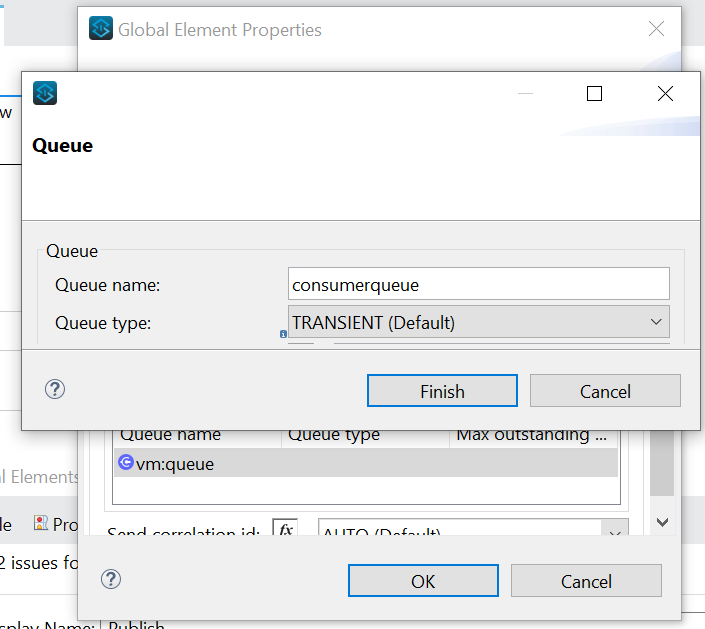 Global Element Properties
w
Queue
Queue
Queue name: consumerqueue
Queue type: TRANSIENT (Default)
Finish Cancel
Queue name Queue type Max outstanding ...
vm:queue
l Elements
le Pro
Send correlation id: fx AUTO (Default)
2 issues fo
OK Cancel
splay Name: Publish